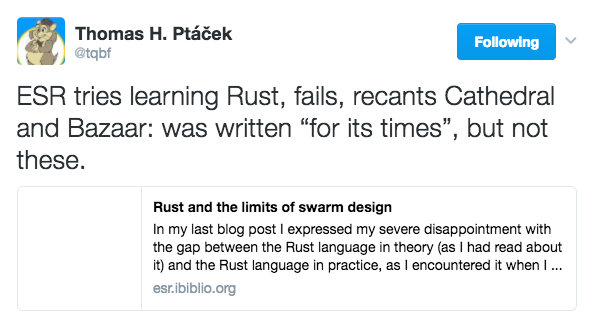 Thomas H. Ptáček
@tqbf
Following
ESR tries learning Rust, fails, recants Cathedral
and Bazaar: was written “for its times”, but not
these.
Rust and the limits of swarm design
In my last blog post I expressed my severe disappointment with
the gap between the Rust language in theory (as I had read about
it) and the Rust language in practice, as I encountered it when I ...
esr.ibiblio.org